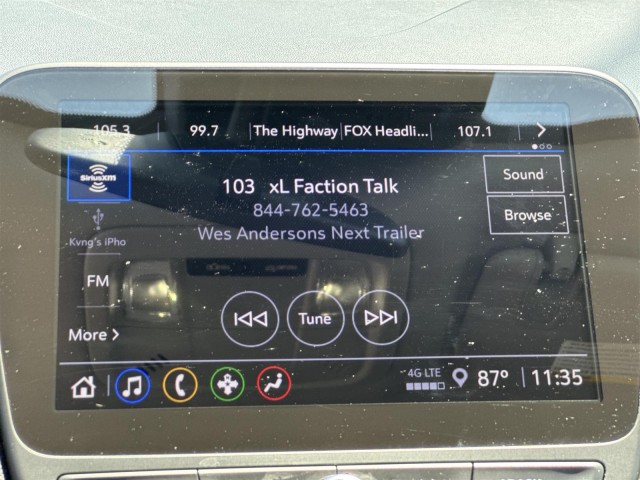 105.3 99.7 The Highway FOX Headli... 107.1
SiriusXM
103 xL Faction Talk
Sound
844-762-5463
Browse
Wes Andersons Next Trailer
Kvng's iPho
FM
Tune
More
4G LTE
87° 11:35